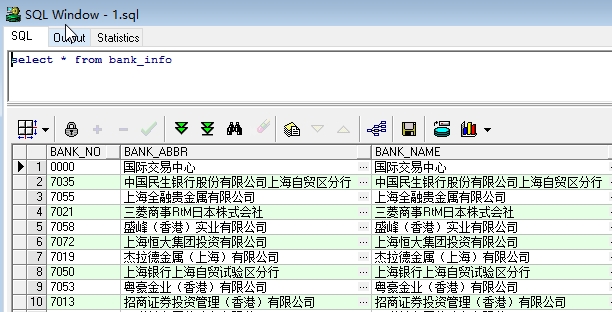 SQL Window - 1.sql
SQL Output Statistics
select * from bank_info
BANK_NO BANK_ABBR BANK_NAME
1 0000 国际交易中心 ... 国际交易中心
2 7035 中国民生银行股份有限公司上海自贸区分行 ... 中国民生银行股份有限公司上海自贸区分行
3 7055 上海全融贵金属有限公司 ... 上海全融贵金属有限公司
4 7021 三菱商事RtM日本株式会社 ... 三菱商事RtM日本株式会社
5 7058 盛峰（香港）实业有限公司 ... 盛峰（香港）实业有限公司
6 7072 上海恒大集团投资有限公司 ... 上海恒大集团投资有限公司
7 7019 杰拉德金属（上海）有限公司 ... 杰拉德金属（上海）有限公司
8 7050 上海银行上海自贸试验区分行 ... 上海银行上海自贸试验区分行
9 7053 粤豪金业（香港）有限公司 ... 粤豪金业（香港）有限公司
10 7013 招商证券投资管理（香港）有限公司 ... 招商证券投资管理（香港）有限公司